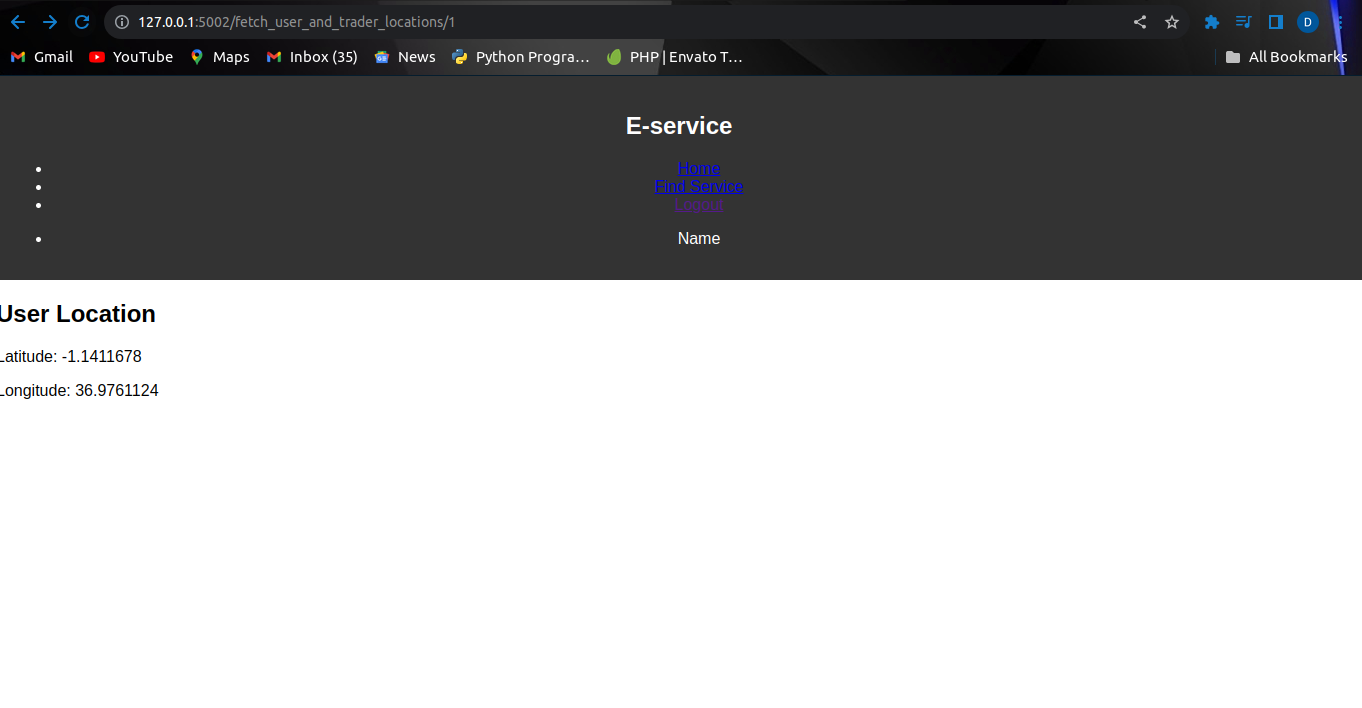 127.0.0.1:5002/fetch_user_and_trader_locations/1
D
Gmail YouTube Maps Inbox (35) News Python Progra… PHP | Envato T… All Bookmarks
E-service
Home
Find Service
Logout
Name
User Location
Latitude: -1.1411678
Longitude: 36.9761124